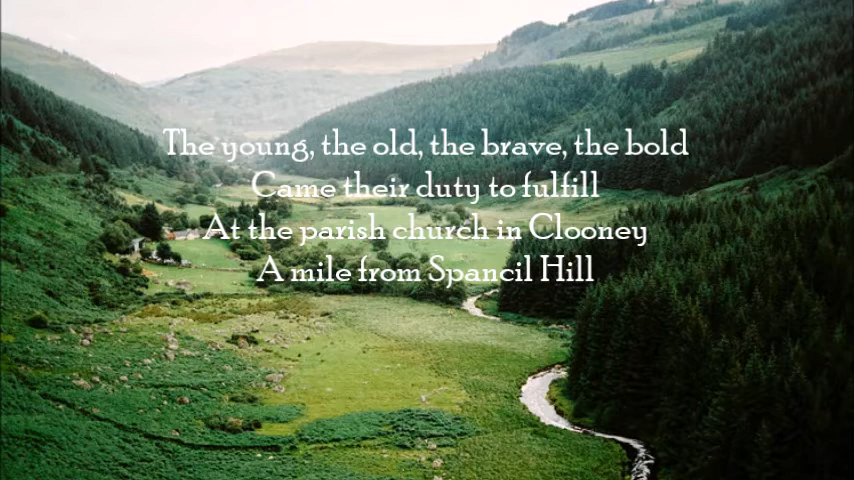 The young, the old, the brave, the bold
Came their duty to fulfill
At the parish church in Clooney
A mile from Spancil Hill